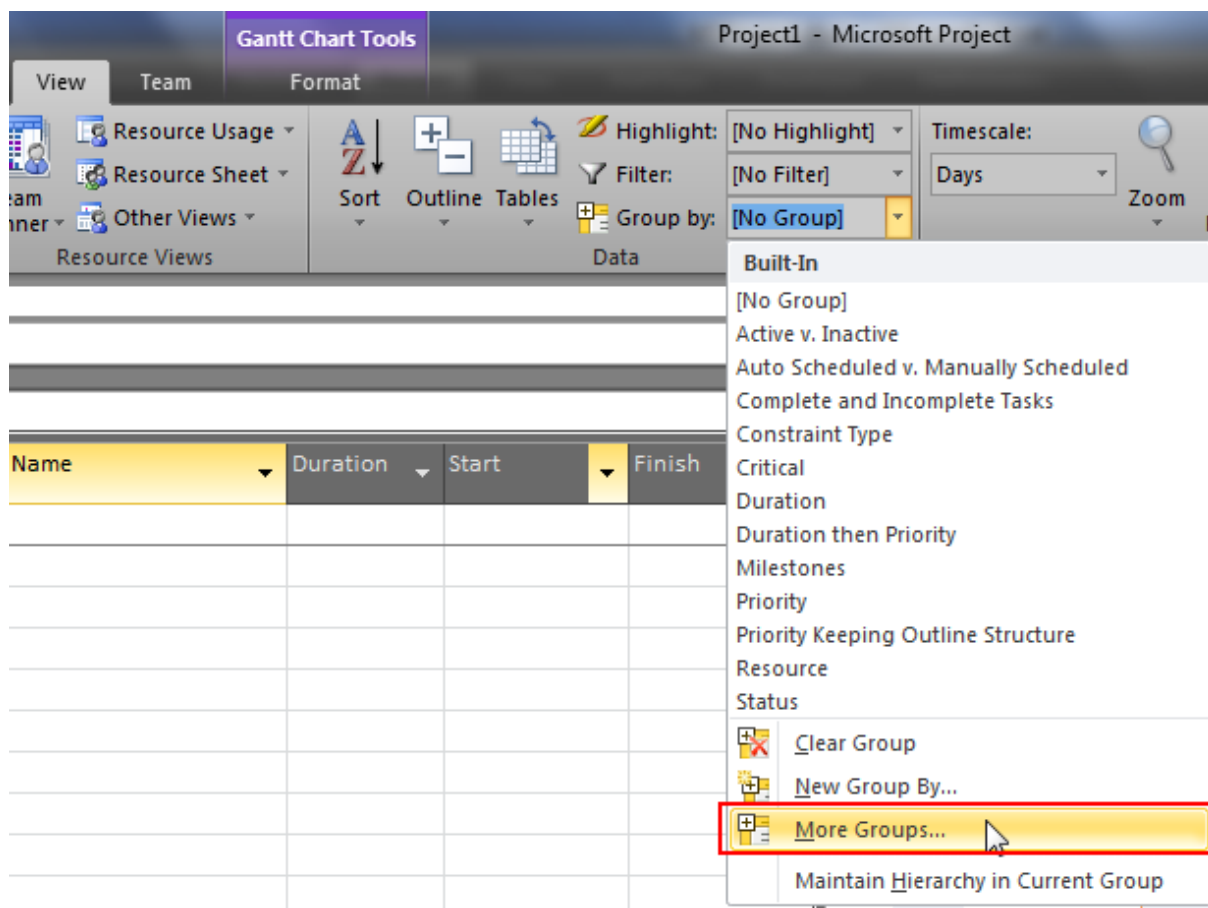 Gantt Chart Tools
Project1 - Microsoft Project
View Team Format
Resource Usage
Resource Sheet
Other Views
Resource Views
Sort
Outline
Tables
Highlight: [No Highlight]
Filter: [No Filter]
Group by: [No Group]
Data
Timescale:
Days
Zoom
Built-In
[No Group]
Active v. Inactive
Auto Scheduled v. Manually Scheduled
Complete and Incomplete Tasks
Constraint Type
Critical
Duration
Duration then Priority
Milestones
Priority
Priority Keeping Outline Structure
Resource
Status
Clear Group
New Group By...
More Groups...
Maintain Hierarchy in Current Group
Name Duration Start Finish